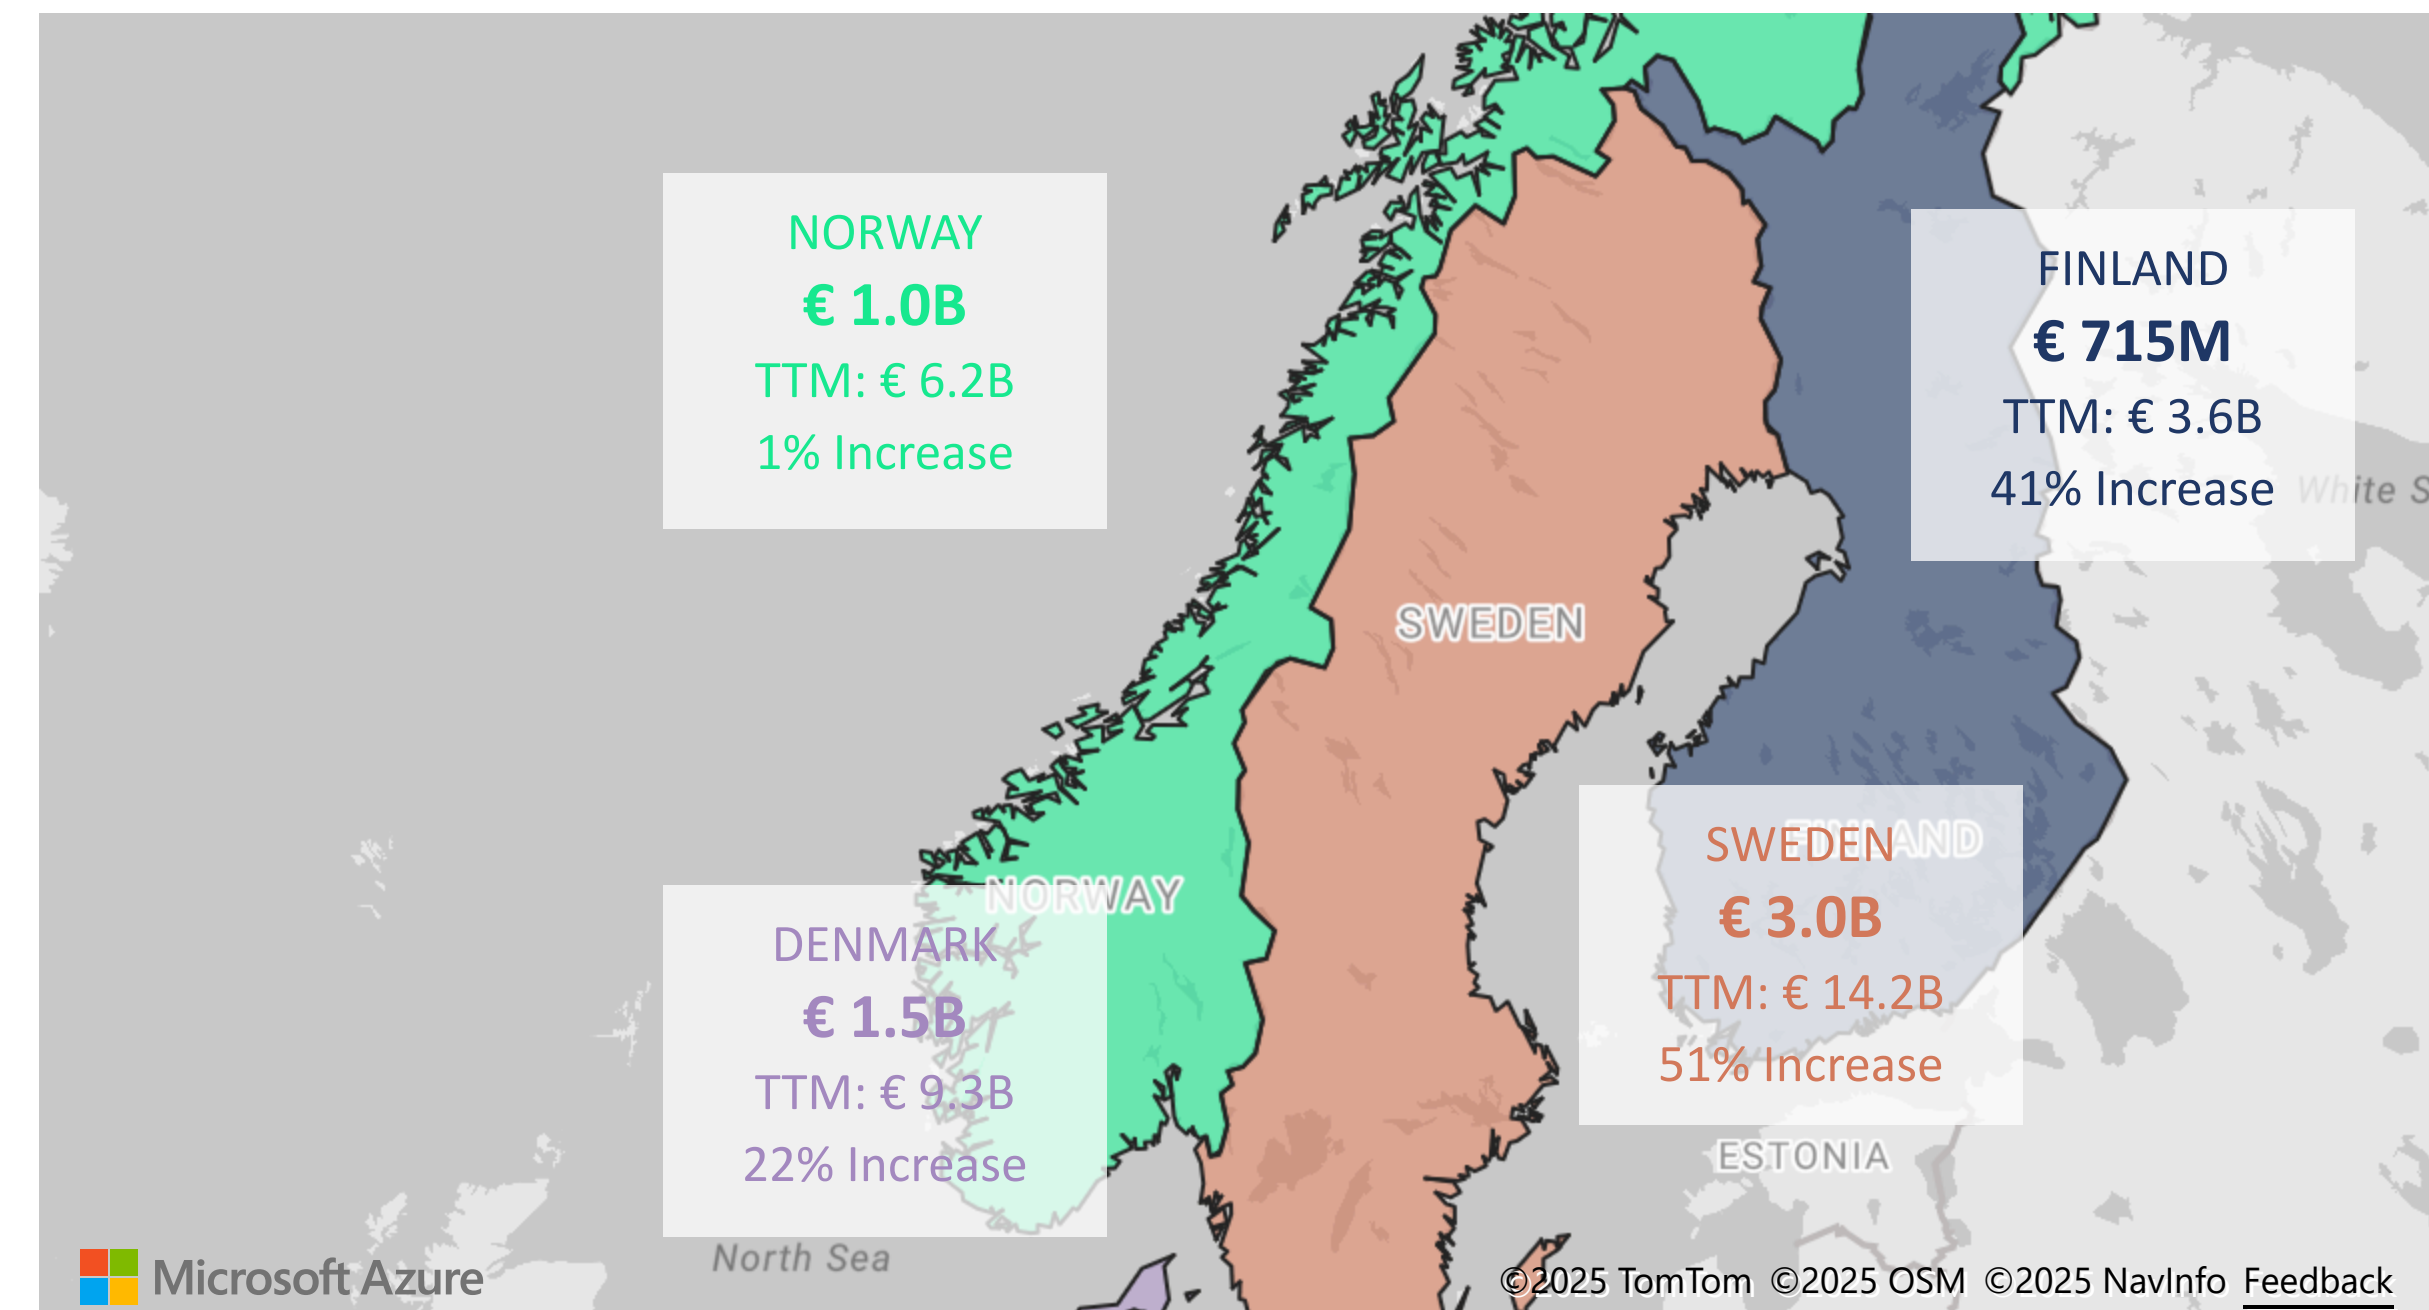 NORWAY
€ 1.0B
TTM: € 6.2B
1% Increase
FINLAND
€ 715M
TTM: € 3.6B
41% Increase
White S
SWEDEN
FINLAND
SWEDEN
€ 3.0B
TTM: € 14.2B
51% Increase
NORWAY
DENMARK
€ 1.5B
TTM: € 9.3B
22% Increase
ESTONIA
North Sea
Microsoft Azure
©2025 TomTom ©2025 OSM ©2025 NavInfo Feedback